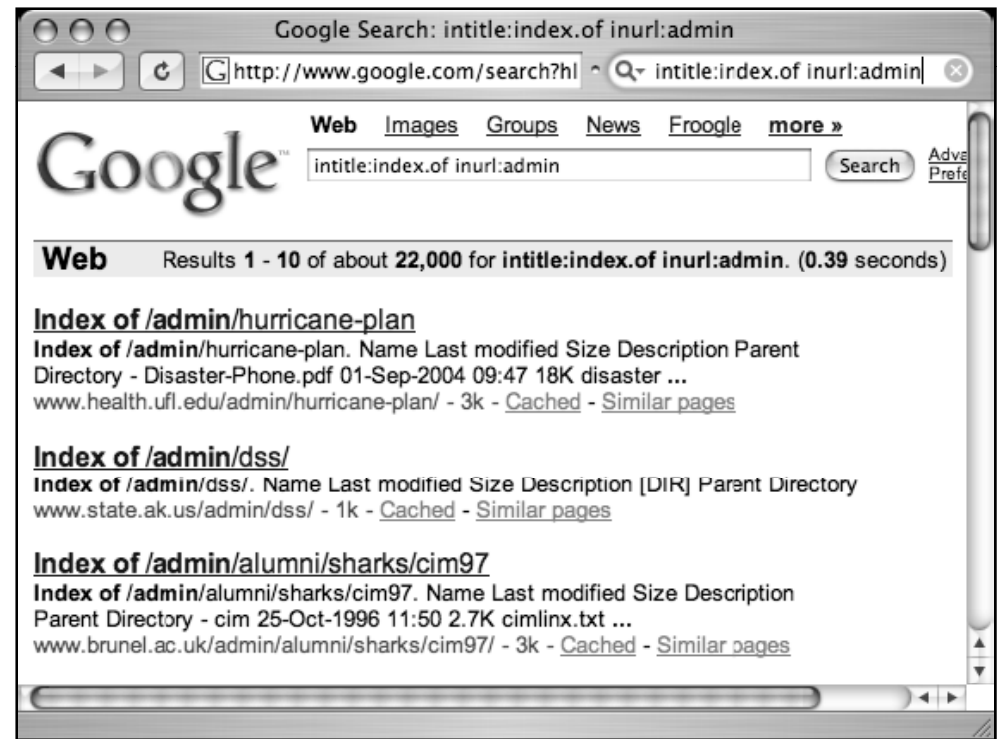 Google Search: intitle:index.of inurl:admin
G http://www.google.com/search?hl intitle:index.of inurl:admin
Web Images Groups News Froogle more »
Google™
intitle:index.of inurl:admin Search Adva
Prefe
Web Results 1 - 10 of about 22,000 for intitle:index.of inurl:admin. (0.39 seconds)
Index of /admin/hurricane-plan
Index of /admin/hurricane-plan. Name Last modified Size Description Parent
Directory - Disaster-Phone.pdf 01-Sep-2004 09:47 18K disaster ...
www.health.ufl.edu/admin/hurricane-plan/ - 3k - Cached - Similar pages
Index of /admin/dss/
Index of /admin/dss/. Name Last modified Size Description [DIR] Parent Directory
www.state.ak.us/admin/dss/ - 1k - Cached - Similar pages
Index of /admin/alumni/sharks/cim97
Index of /admin/alumni/sharks/cim97. Name Last modified Size Description
Parent Directory - cim 25-Oct-1996 11:50 2.7K cimlinx.txt ...
www.brunel.ac.uk/admin/alumni/sharks/cim97/ - 3k - Cached - Similar pages